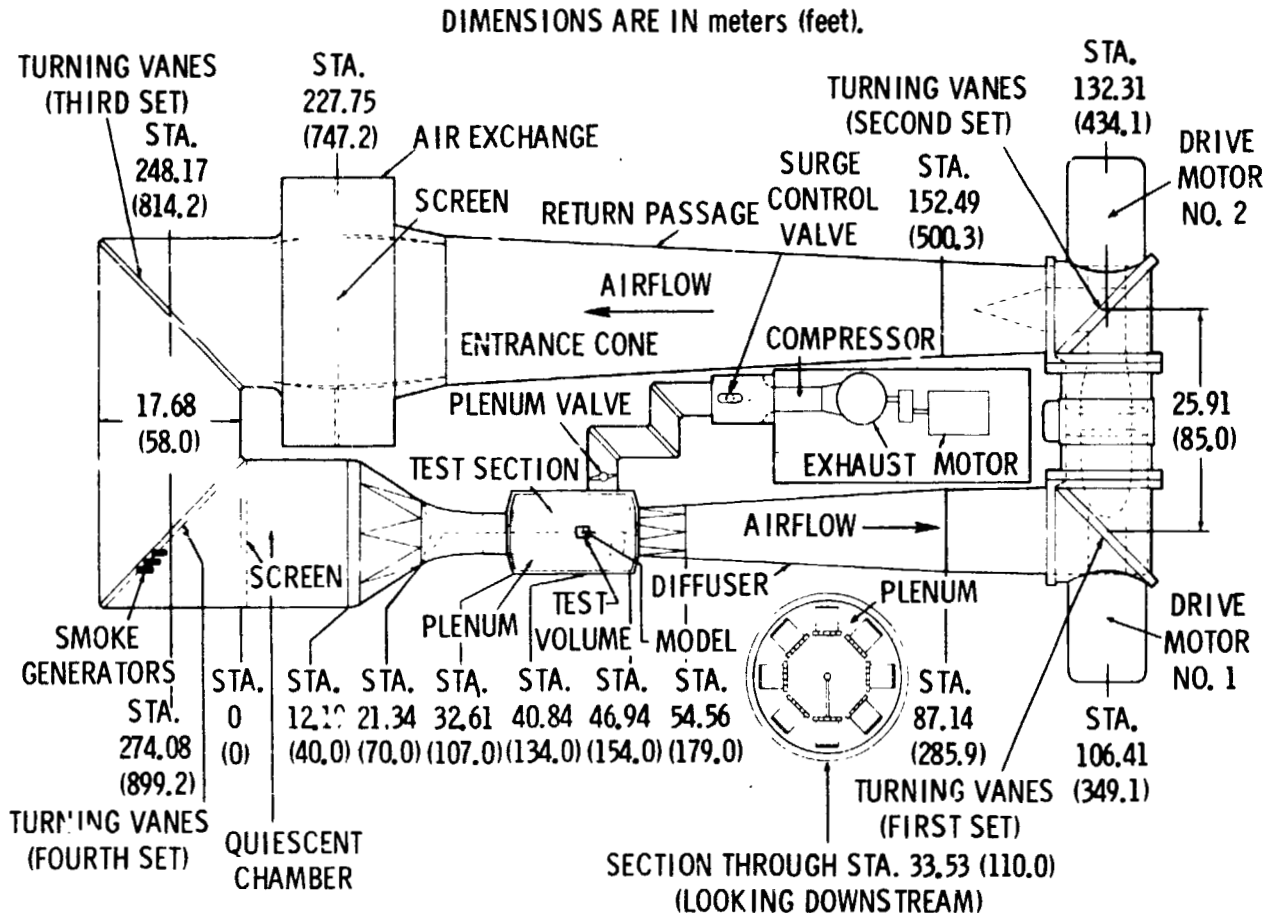 DIMENSIONS ARE IN meters (feet).
TURNING VANES
(THIRD SET)
STA.
248.17
(814.2)
STA.
227.75
(747.2)
AIR EXCHANGE
SCREEN
RETURN PASSAGE
SURGE
CONTROL
VALVE
TURNING VANES
(SECOND SET)
STA.
152.49
(500.3)
STA.
132.31
(434.1)
DRIVE
MOTOR
NO. 2
AIRFLOW
ENTRANCE CONE
COMPRESSOR
PLENUM VALVE
17.68
(58.0)
25.91
(85.0)
TEST SECTION
EXHAUST MOTOR
AIRFLOW
SCREEN
DIFFUSER
PLENUM
TEST
VOLUME
MODEL
PLENUM
SMOKE
GENERATORS
DRIVE
MOTOR
NO. 1
STA.
274.08
(899.2)
STA.
0
(0)
STA.
(40.0)
STA.
21.34
(70.0)
STA.
32.61
(107.0)
STA.
40.84
(134.0)
STA.
46.94
(154.0)
STA.
54.56
(179.0)
STA.
87.14
(285.9)
STA.
106.41
(349.1)
TURNING VANES
(FOURTH SET)
QUIESCENT
CHAMBER
TURNING VANES
(FIRST SET)
SECTION THROUGH STA. 33.53 (110.0)
(LOOKING DOWNSTREAM)